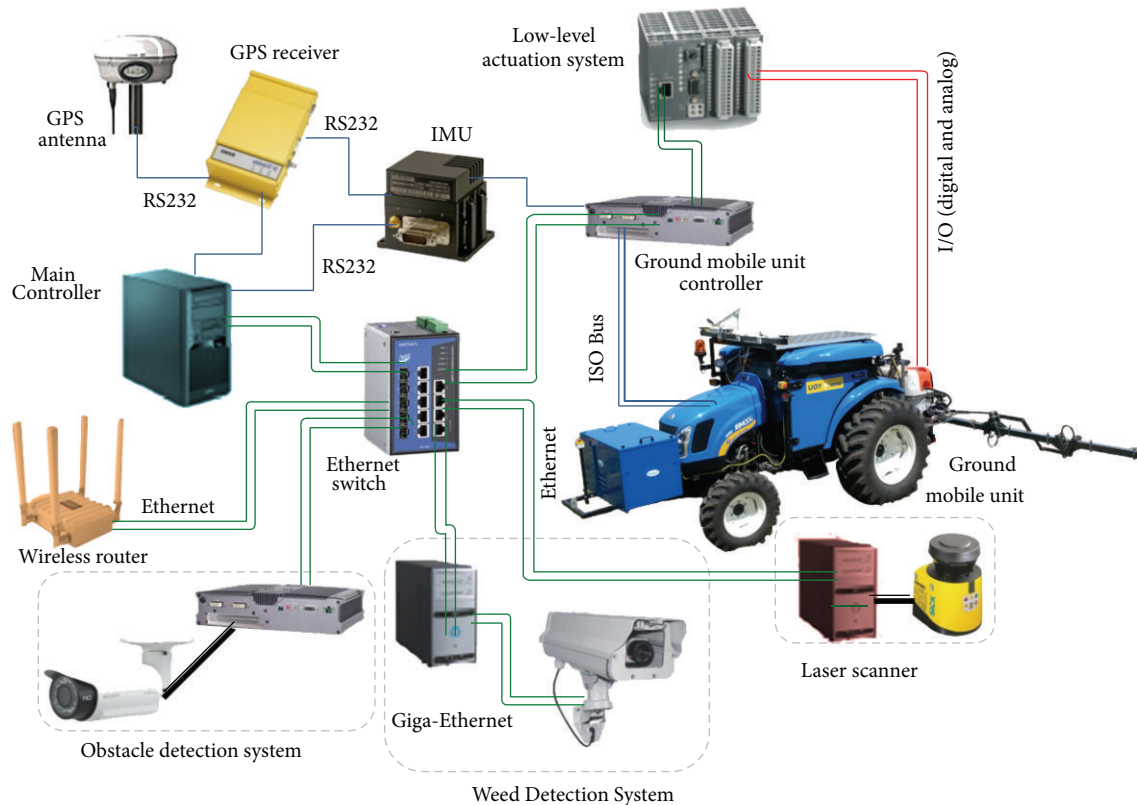 Low-level
actuation system
GPS receiver
GPS
antenna
RS232
IMU
RS232
I/O (digital and analog)
Main
Controller
RS232
Ground mobile unit
controller
ISO Bus
Ethernet
switch
Ethernet
Ethernet
Ground
mobile unit
Wireless router
Laser scanner
SICK
Giga-Ethernet
Obstacle detection system
Weed Detection System